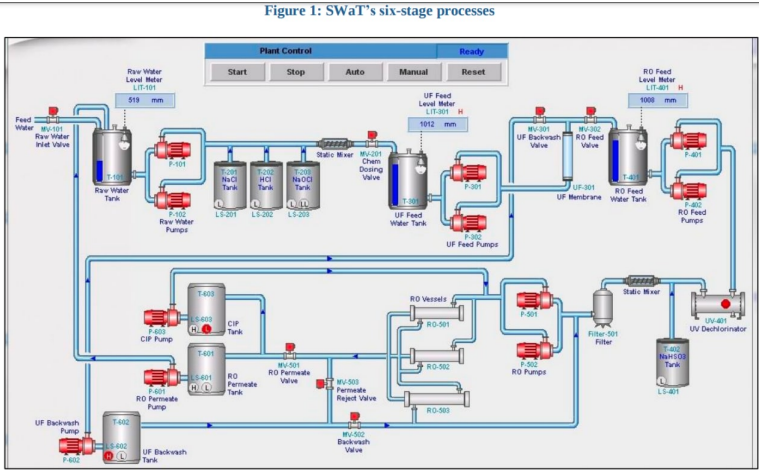 Figure 1: SWaT's six-stage processes
Plant Control
Ready
Start
Stop
Auto
Manual
Reset
Raw Water
Level Meter
LIT-101
519 mm
Feed
Water
MV-101
Raw Water
Inlet Valve
T-101
Raw Water
Tank
P-101
P-102
Raw Water
Pumps
T-201
NaCl
Tank
L
LS-201
T-202
HCl
Tank
L
LS-202
T-203
NaOCl
Tank
L LL
LS-203
Static Mixer
MV-201
Chem
Dosing
Valve
UF Feed
Level Meter
LIT-301 H
1012 mm
T-301
UF Feed
Water Tank
P-301
P-302
UF Feed Pumps
MV-301
UF Backwash
Valve
MV-302
RO Feed
Valve
UF-301
UF Membrane
RO Feed
Level Meter
LIT-401 H
1008 mm
T-401
RO Feed
Water Tank
P-401
P-402
RO Feed
Pumps
T-603
LS-603
H L
CIP
Tank
P-603
CIP Pump
T-601
LS-601
H L
RO
Permeate
Tank
P-601
RO Permeate
Pump
MV-501
RO Permeate
Valve
MV-503
Permeate
Reject Valve
RO Vessels
RO-501
RO-502
RO-503
P-501
P-502
RO Pumps
Filter-501
Filter
Static Mixer
UV-401
UV Dechlorinator
T-402
NaHSO3
Tank
L
LS-401
UF Backwash
Pump
P-602
T-602
LS-602
H L
UF Backwash
Tank
MV-502
Backwash
Valve